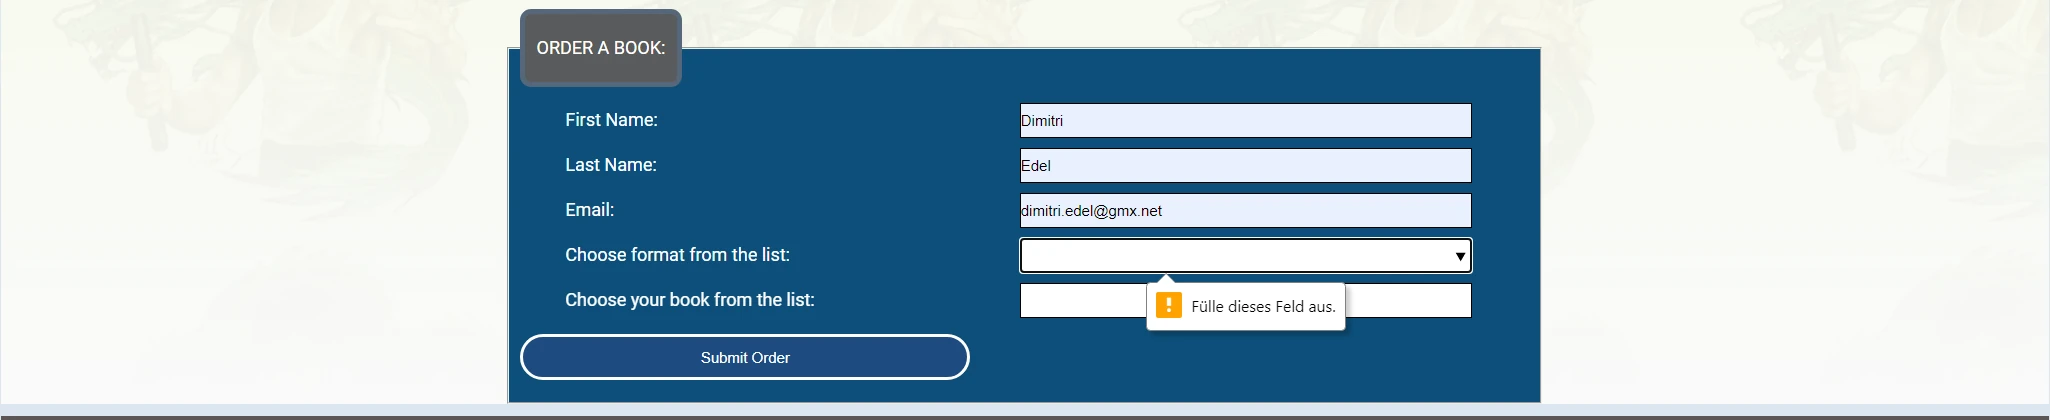 ORDER A BOOK:
First Name:
Dimitri
Last Name:
Edel
Email:
dimitri.edel@gmx.net
Choose format from the list:
Choose your book from the list:
Fülle dieses Feld aus.
Submit Order